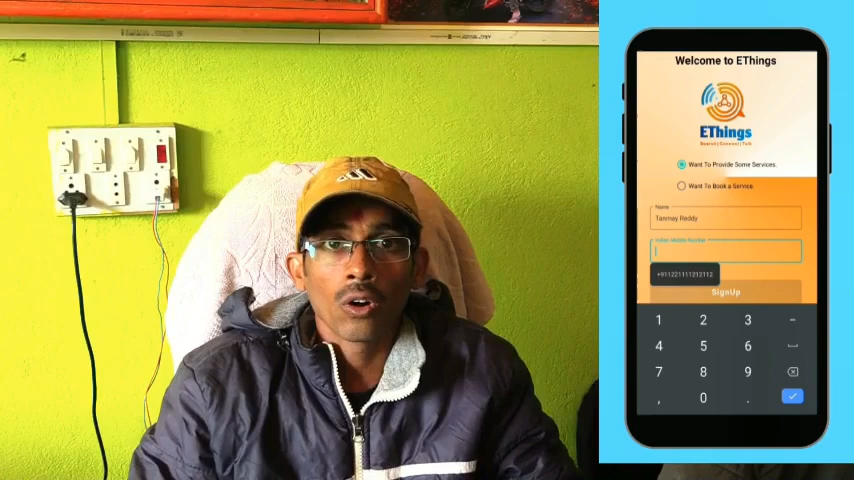 Welcome to EThings
EThings
Search | Connect | Talk
Want To Provide Some Services.
Want To Book a Service
Name
Tanmay Reddy
Indian Mobile Number
+911221111212112
SignUp
1 2 3 -
4 5 6
7 8 9
, 0 .